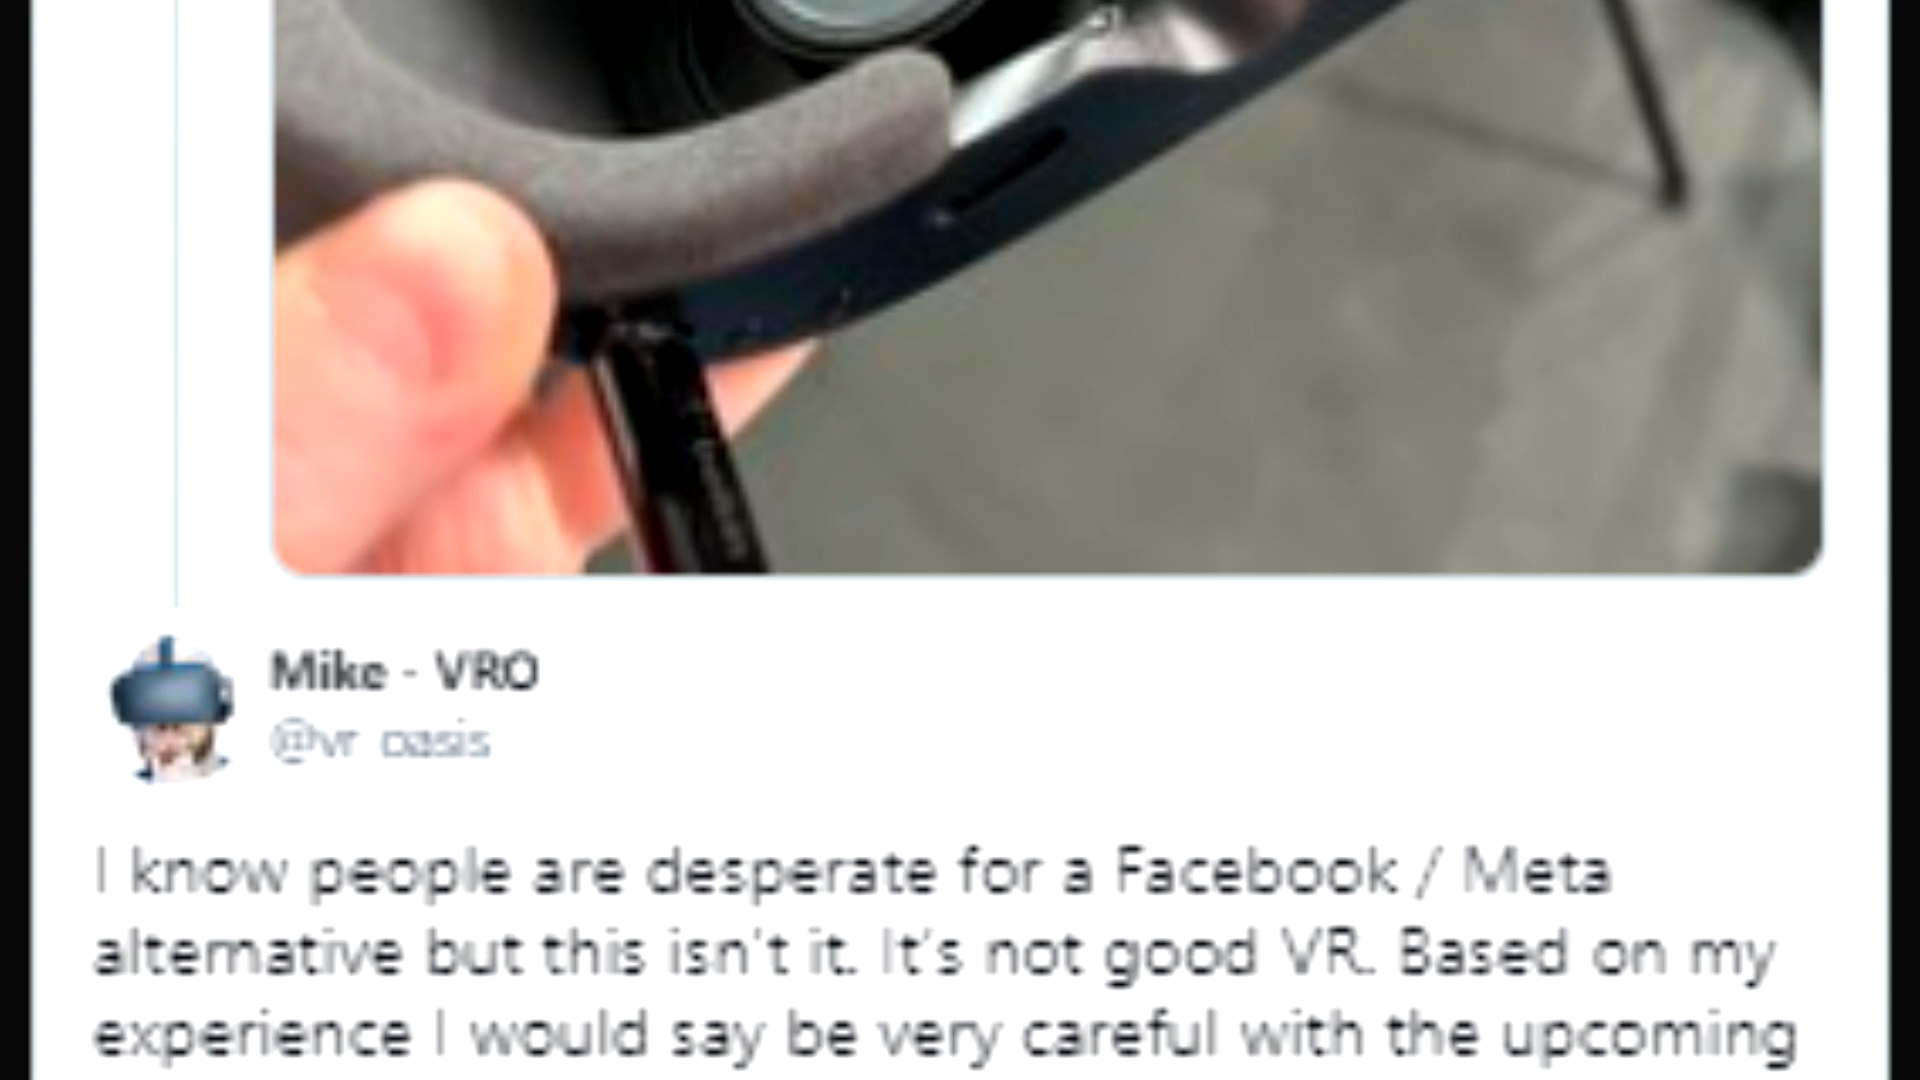 Mike - VRO
@vr oasis
I know people are desperate for a Facebook / Meta
alternative but this isn't it. It's not good VR. Based on my
experience I would say be very careful with the upcoming